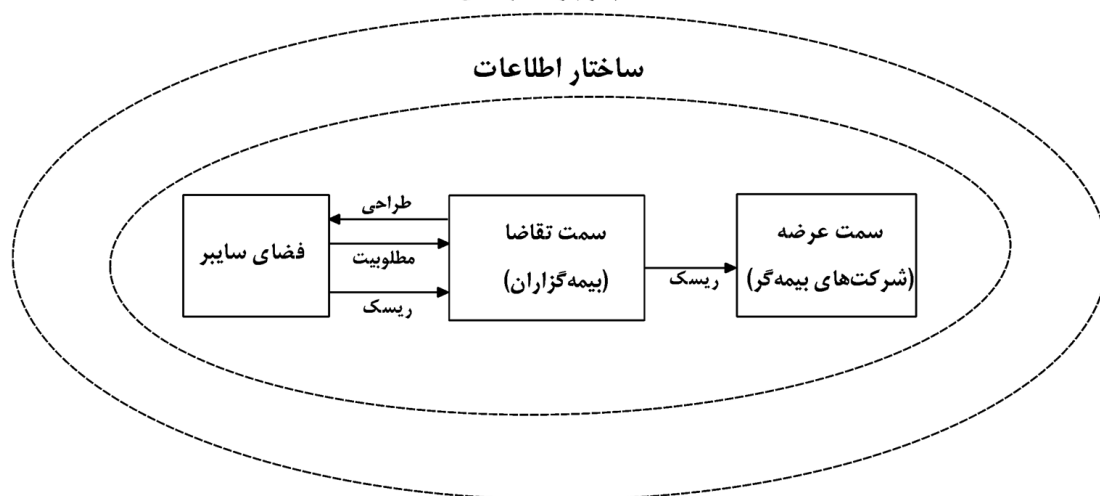 ساختار اطلاعات
سمت عرضه
(شرکت‌های بیمه‌گر)
ریسک
سمت تقاضا
(بیمه‌گزاران)
طراحی
مطلوبیت
ریسک
فضای سایبر